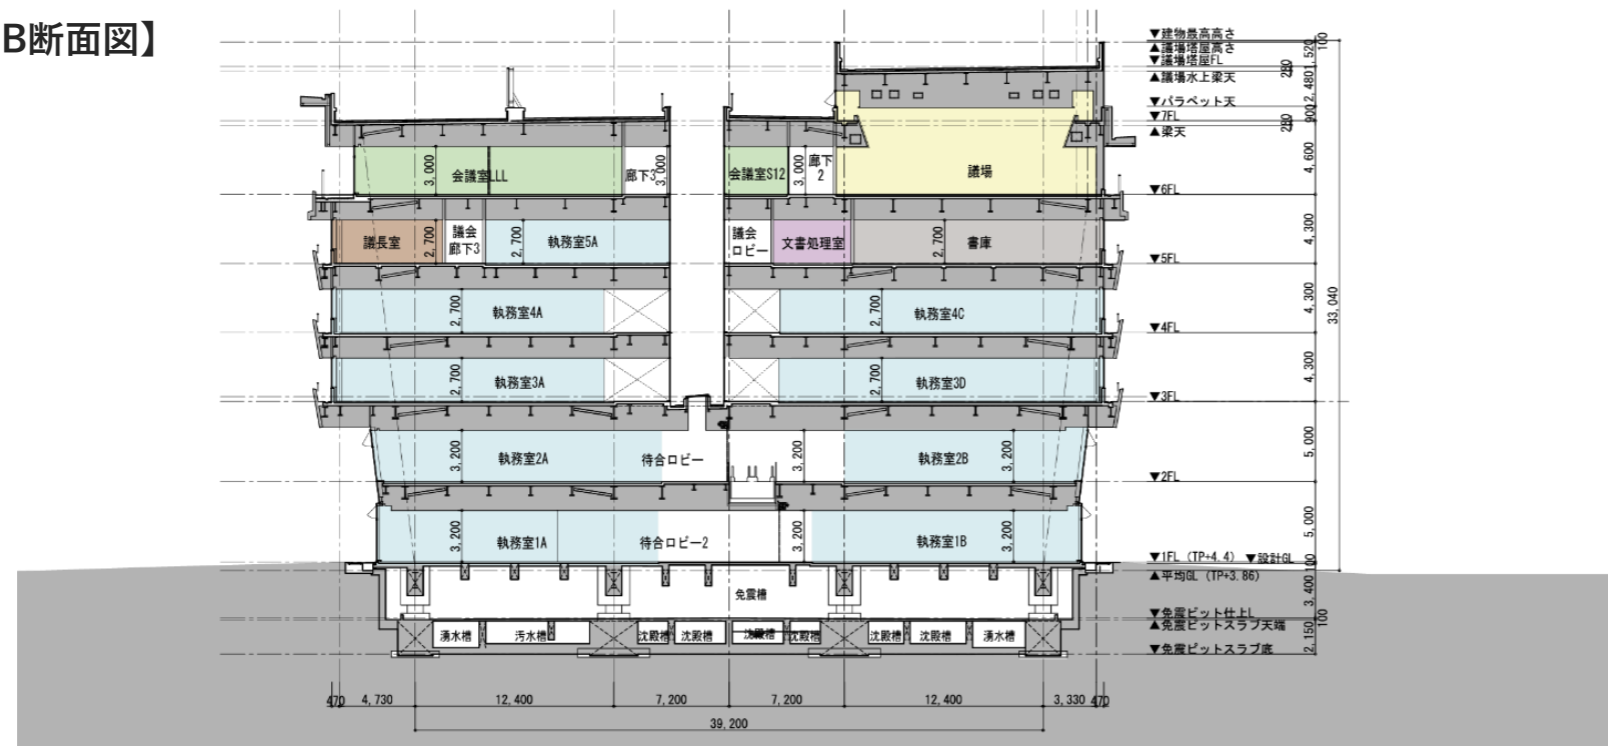 B断面図】
▼建物最高高さ
▲議場塔屋高さ
▼議場塔屋FL
▲議場水上梁天
▼パラペット天
▼7FL
▲梁天
100
1,520
2,480
900
4,600
会議室LLL
3,000
廊下3
3,000
会議室S12
3,000
廊下
2
議場
▼6FL
議長室
2,700
議会
廊下3
2,700
執務室5A
議会
ロビー
文書処理室
2,700
書庫
4,300
▼5FL
執務室4A
2,700
2,700
執務室4C
4,300
33,040
▼4FL
執務室3A
2,700
2,700
執務室3D
4,300
▼3FL
3,200
執務室2A
待合ロビー
3,200
執務室2B
3,200
5,000
▼2FL
3,200
執務室1A
待合ロビー2
3,200
執務室1B
3,200
5,000
▼1FL (TP+4.4) ▼設計GL
100
▲平均GL (TP+3.86)
免震槽
3,400
▼免震ピット仕上L
▲免震ピットスラブ天端
100
湧水槽
汚水槽
沈殿槽
沈殿槽
沈殿槽
沈殿槽
沈殿槽
沈殿槽
湧水槽
2,150
▼免震ピットスラブ底
470
4,730
12,400
7,200
7,200
12,400
3,330
470
39,200